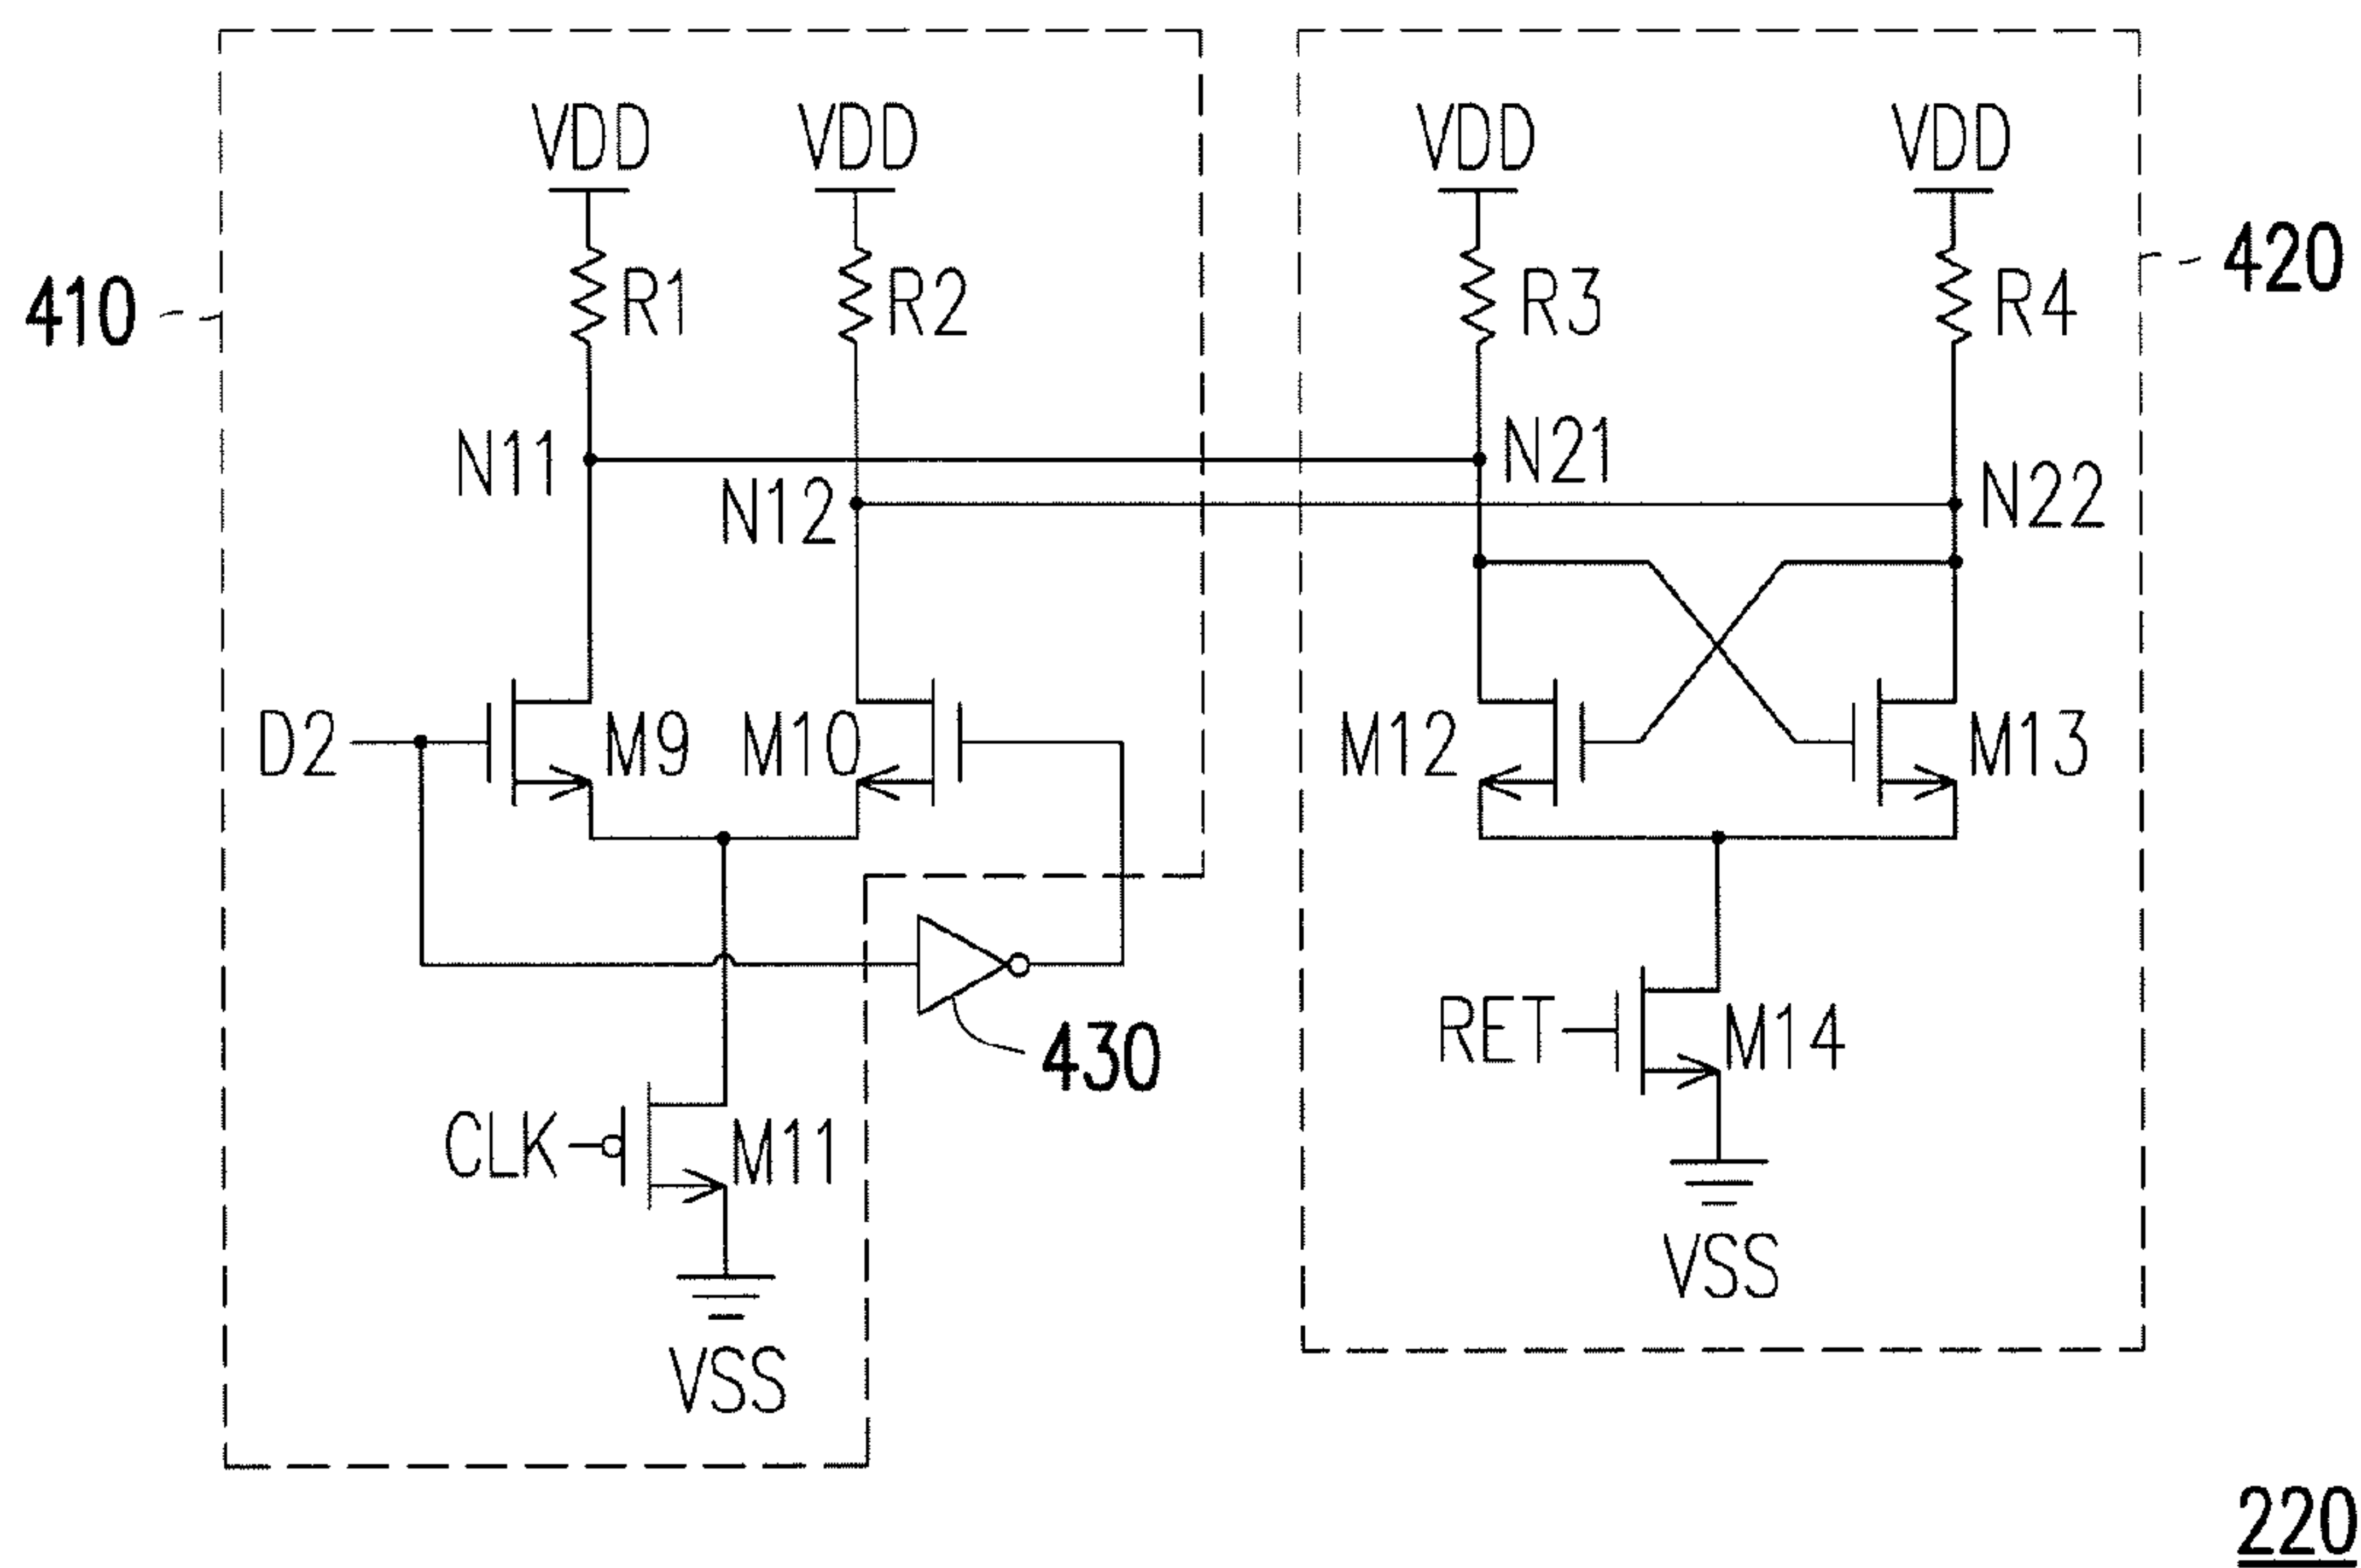 VDD
VDD
VDD
VDD
410
R1
R2
R3
R4
420
N11
N12
N21
N22
D2
M9
M10
M12
M13
430
RET
M14
CLK
M11
VSS
VSS
220